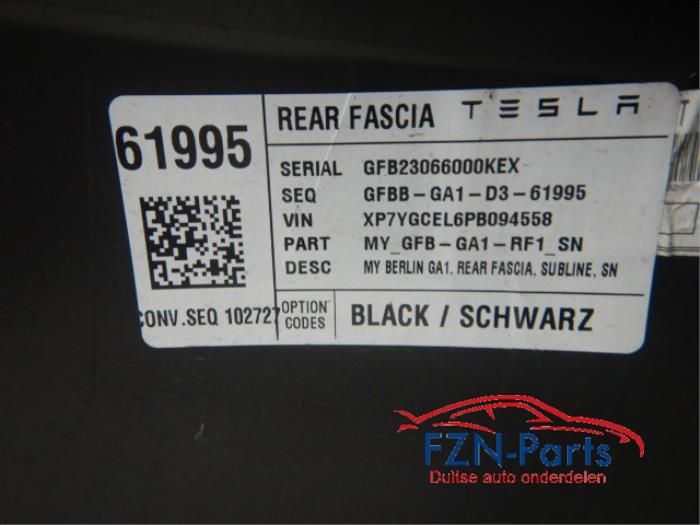 61995
REAR FASCIA TESLA
SERIAL GFB23066000KEX
SEQ GFBB-GA1-D3-61995
VIN XP7YGCEL6PB094558
PART MY_GFB-GA1-RF1_SN
DESC MY BERLIN GA1, REAR FASCIA, SUBLINE, SN
CONV.SEQ 102727
OPTION CODES
BLACK / SCHWARZ
FZN-Parts
Duitse auto onderdelen